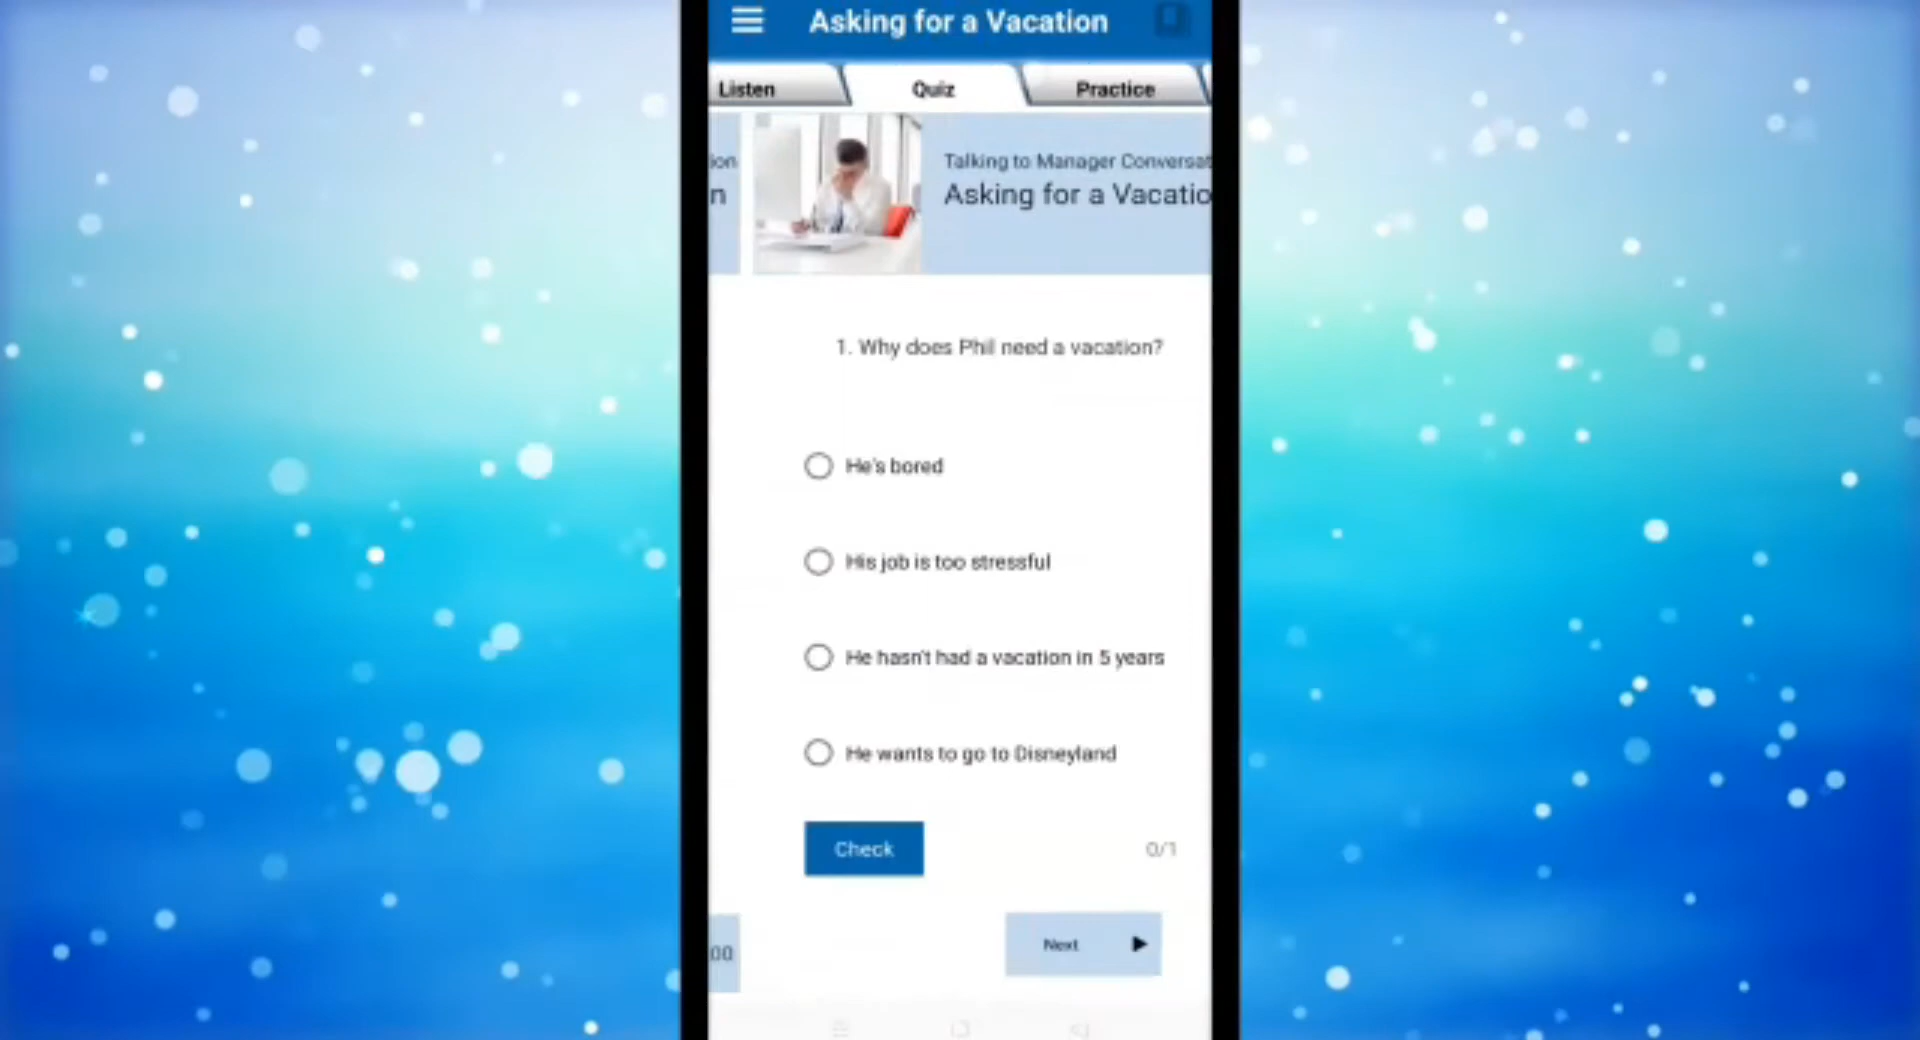 Asking for a Vacation
Listen
Quiz
Practice
ion
n
Talking to Manager Conversat
Asking for a Vacatio
1. Why does Phil need a vacation?
He's bored
His job is too stressful
He hasn't had a vacation in 5 years
He wants to go to Disneyland
Check
0/1
00
Next